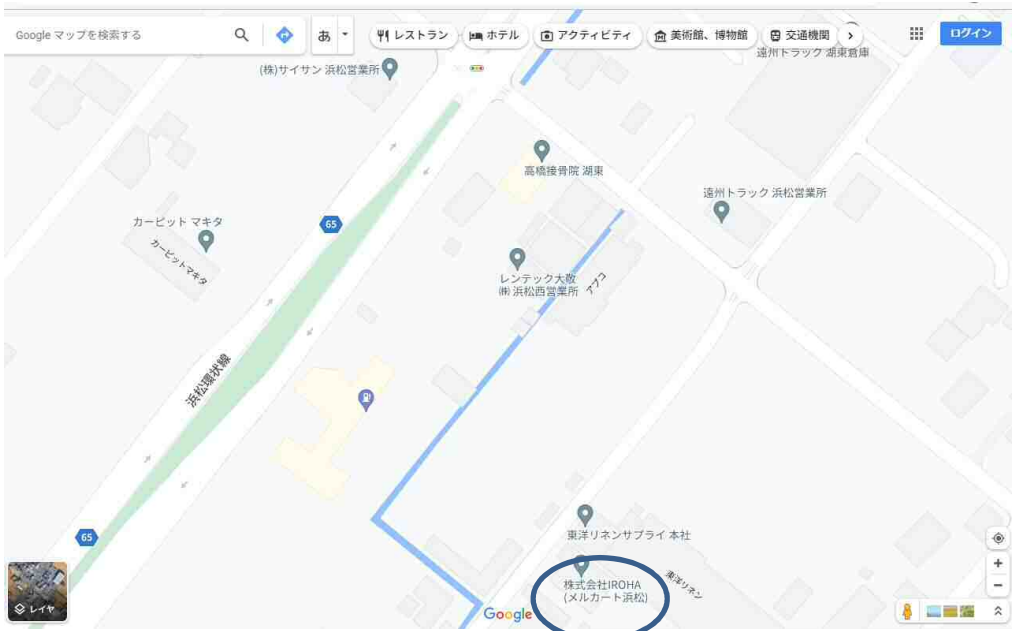 Google マップを検索する
あ
レストラン
ホテル
アクティビティ
美術館、博物館
交通機関
ログイン
遠州トラック 湖東倉庫
(株)サイサン 浜松営業所
高橋接骨院 湖東
遠州トラック 浜松営業所
カーピット マキタ
65
カーピットマキタ
レンテック大敬
㈱ 浜松西営業所
アプコ
浜松環状線
65
東洋リネンサプライ 本社
株式会社IROHA
(メルカート浜松)
東洋リネン
レイヤ
Google